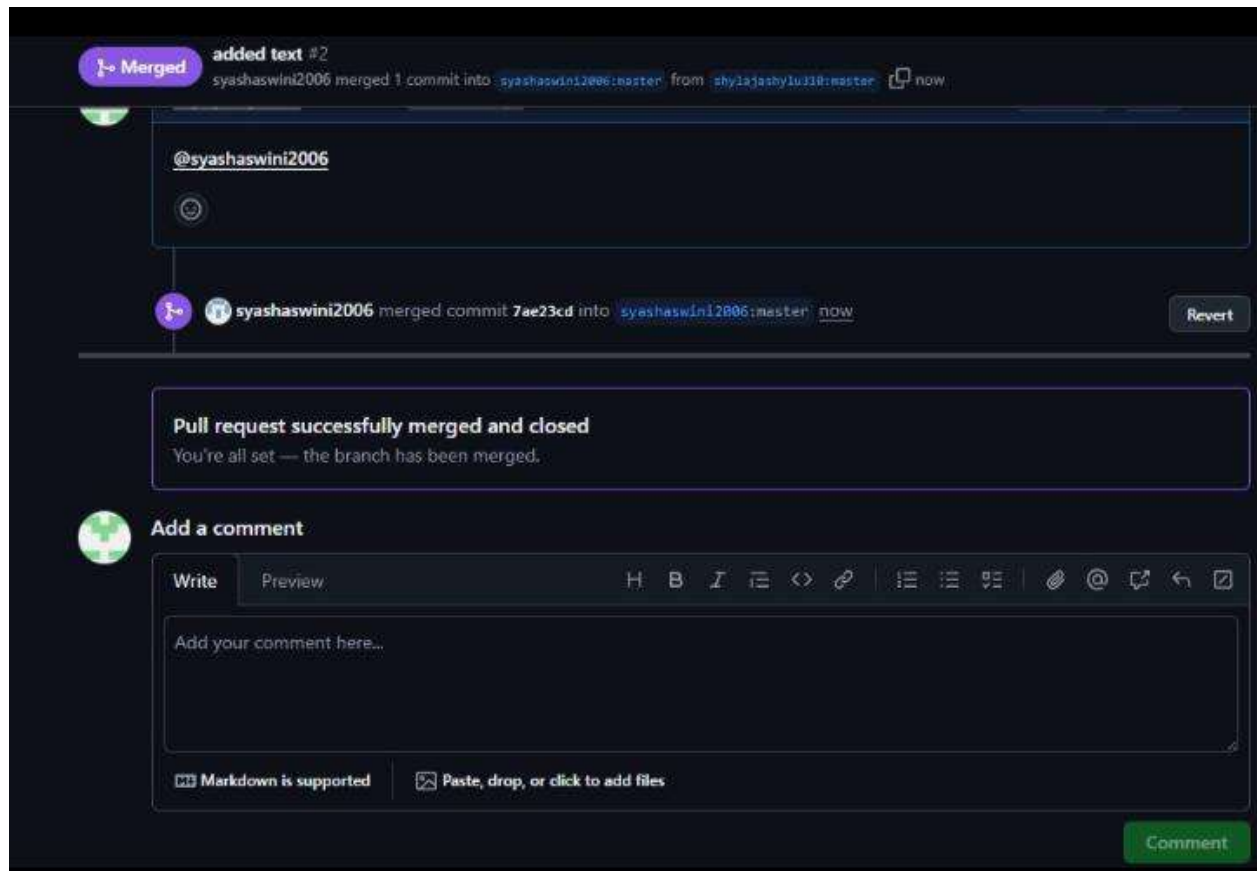 Merged
added text #2
syashaswini2006 merged 1 commit into syashaswini2006:master from shylajashylu310:master now
@syashaswini2006
syashaswini2006 merged commit 7ae23cd into syashaswini2006:master now
Revert
Pull request successfully merged and closed
You're all set — the branch has been merged.
Add a comment
Write Preview
Add your comment here...
Markdown is supported
Paste, drop, or click to add files
Comment